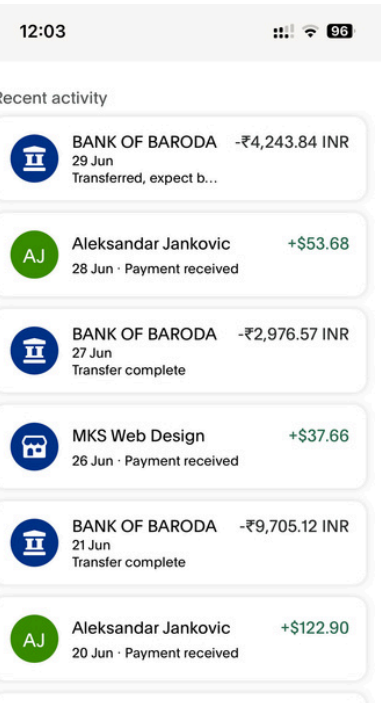 12:03
96
Recent activity
BANK OF BARODA -₹4,243.84 INR
29 Jun
Transferred, expect b...
AJ
Aleksandar Jankovic +$53.68
28 Jun · Payment received
BANK OF BARODA -₹2,976.57 INR
27 Jun
Transfer complete
MKS Web Design +$37.66
26 Jun · Payment received
BANK OF BARODA -₹9,705.12 INR
21 Jun
Transfer complete
AJ
Aleksandar Jankovic +$122.90
20 Jun · Payment received